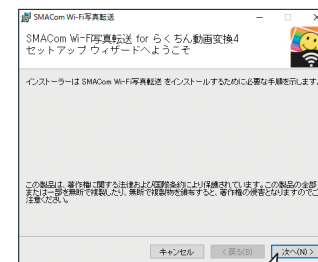 SMACom Wi-Fi写真転送
SMACom Wi-Fi写真転送 for らくちん動画変換4
セットアップ ウィザードへようこそ
インストーラーは SMACom Wi-Fi写真転送 をインストールするために必要な手順を示します。
この製品は、著作権に関する法律および国際条約により保護されています。この製品の全部
または一部を無断で複製したり、無断で複製物を頒布すると、著作権の侵害となりますのでご
注意ください。
キャンセル
< 戻る(B)
次へ(N) >